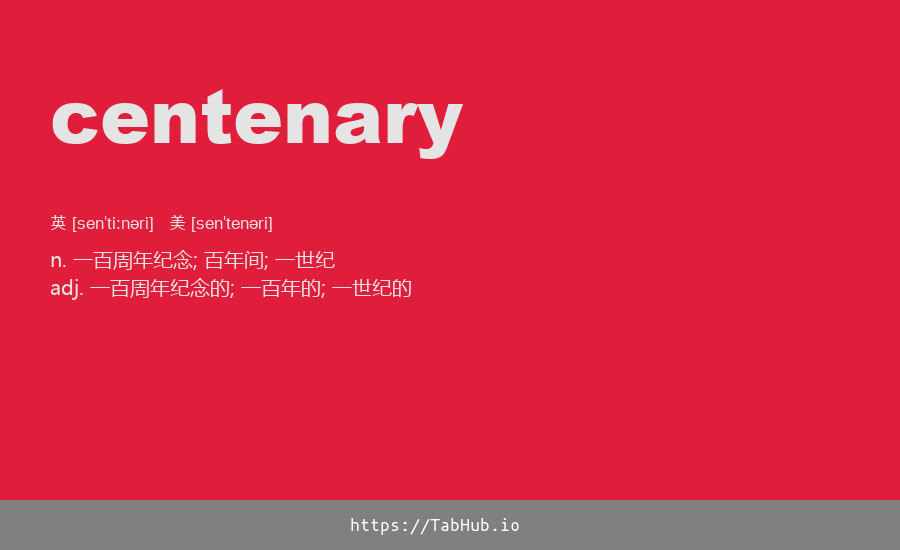 centenary
英 [sen'ti:nəri] 美 [sen'tenəri]
n. 一百周年纪念; 百年间; 一世纪
adj. 一百周年纪念的; 一百年的; 一世纪的
https://TabHub.io